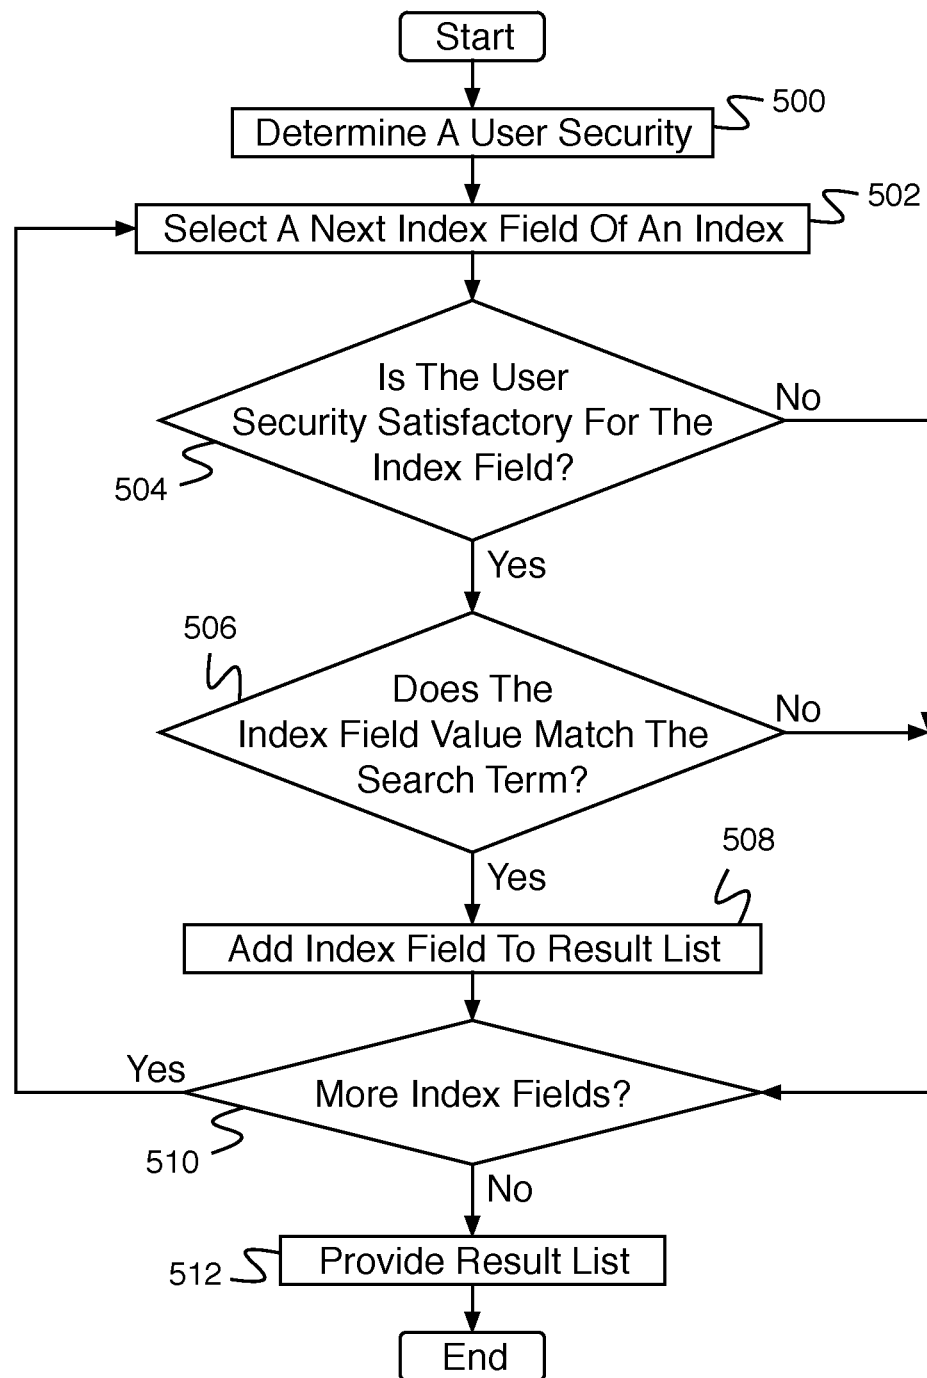 Start
500
Determine A User Security
502
Select A Next Index Field Of An Index
Is The User
Security Satisfactory For The
Index Field?
No
504
Yes
506
Does The
Index Field Value Match The
Search Term?
No
508
Yes
Add Index Field To Result List
Yes
More Index Fields?
510
No
Provide Result List
512
End